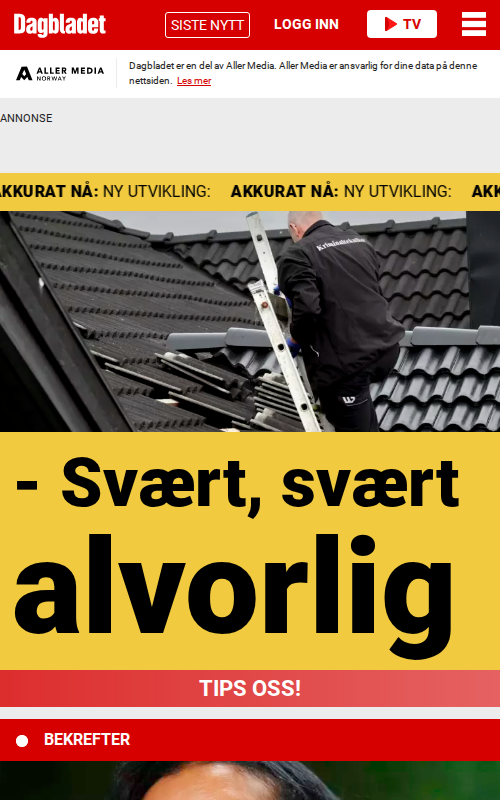 Dagbladet
SISTE NYTT
LOGG INN
TV
ALLER MEDIA
NORWAY
Dagbladet er en del av Aller Media. Aller Media er ansvarlig for dine data på denne
nettsiden. Les mer
ANNONSE
AKKURAT NÅ: NY UTVIKLING: AKKURAT NÅ: NY UTVIKLING: AKK
- Svært, svært
alvorlig
TIPS OSS!
BEKREFTER